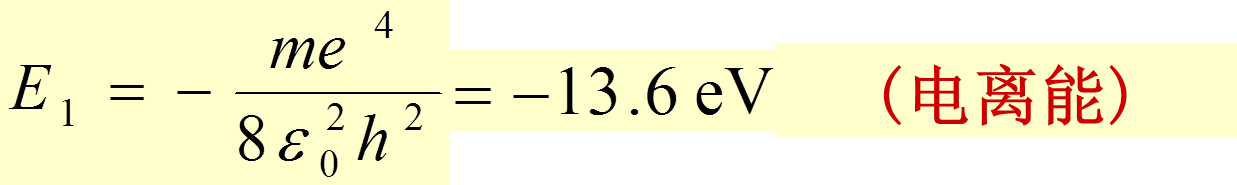 E₁ = −me⁴/(8ε₀²h²) = −13.6 eV （电离能）